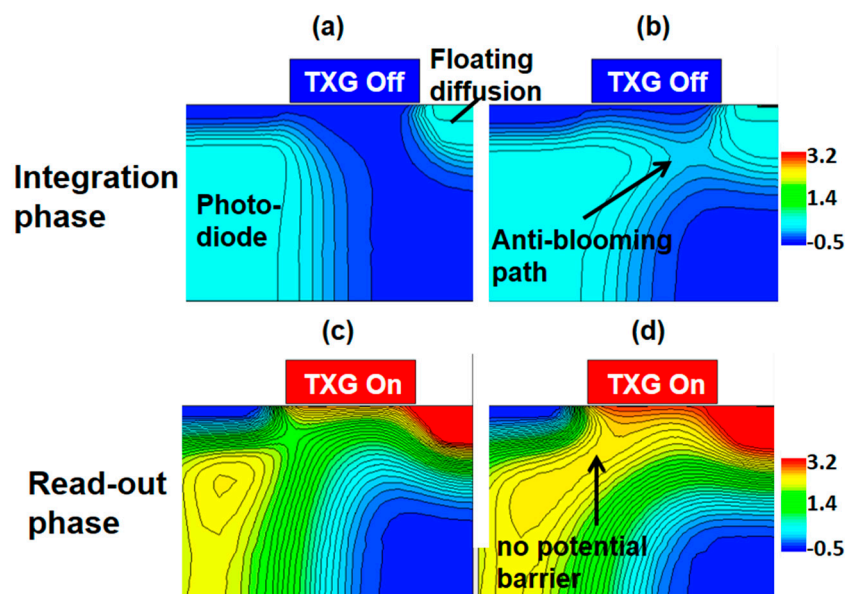 (a)
(b)
TXG Off
Floating
diffusion
TXG Off
Integration
phase
Photo-
diode
Anti-blooming
path
3.2
1.4
-0.5
(c)
(d)
TXG On
TXG On
Read-out
phase
no potential
barrier
3.2
1.4
-0.5